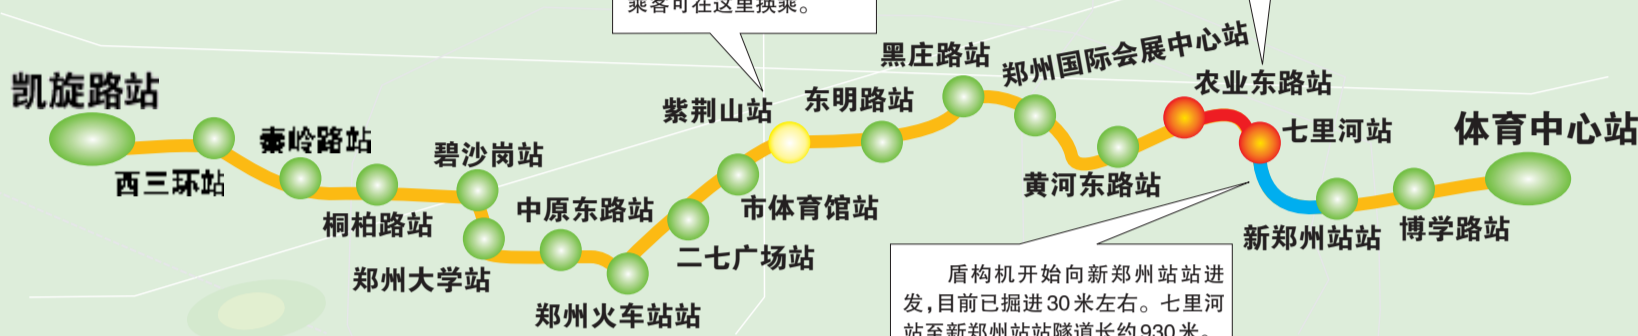 乘客可在这里换乘。
凯旋路站
西三环站
秦岭路站
桐柏路站
碧沙岗站
郑州大学站
中原东路站
郑州火车站站
二七广场站
市体育馆站
紫荆山站
东明路站
黑庄路站
郑州国际会展中心站
黄河东路站
农业东路站
七里河站
新郑州站站
博学路站
体育中心站
盾构机开始向新郑州站站进
发,目前已掘进30米左右。七里河
站至新郑州站站隧道长约930米。